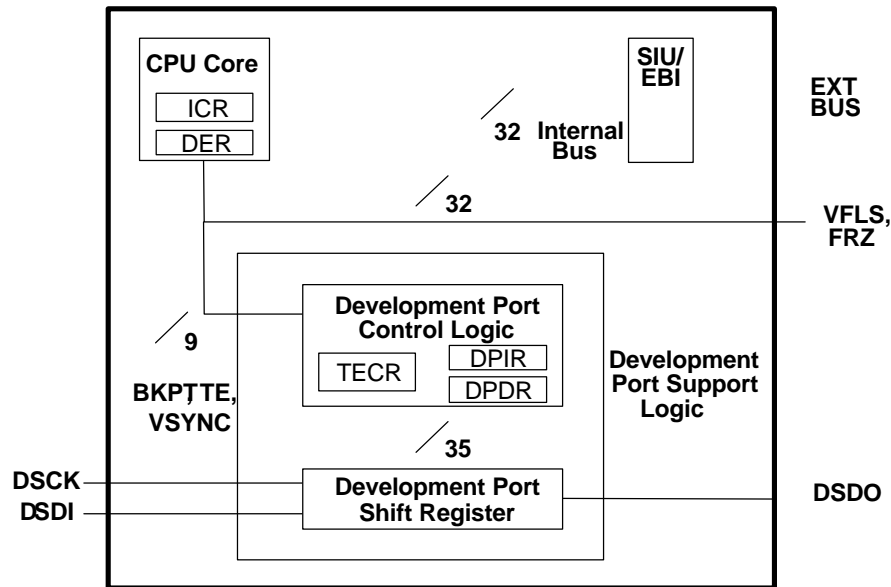 CPU Core
ICR
DER
SIU/
EBI
EXT
BUS
32
Internal
Bus
32
VFLS,
FRZ
Development Port
Control Logic
TECR
DPIR
DPDR
9
BKPT, TE,
VSYNC
Development
Port Support
Logic
35
DSCK
DSDI
Development Port
Shift Register
DSDO